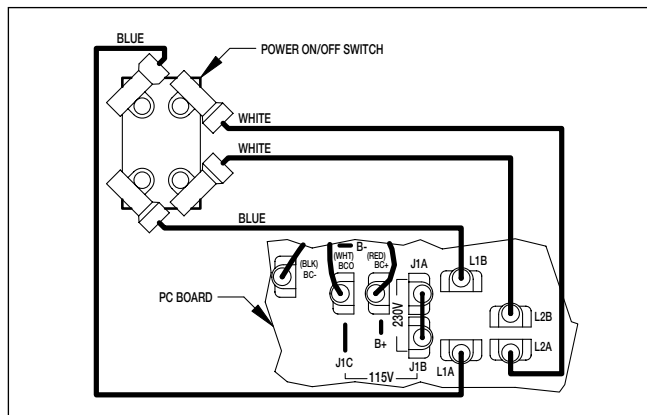 BLUE
POWER ON/OFF SWITCH
WHITE
WHITE
BLUE
B-
(BLK)
BC-
(WHT)
BCO
(RED)
BC+
J1A
L1B
PC BOARD
230V
L2B
B+
L2A
J1C
115V
J1B
L1A